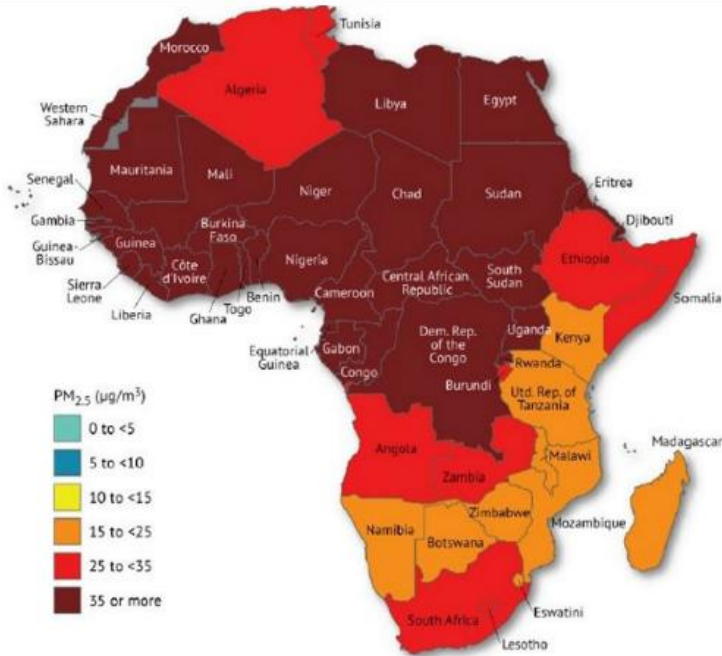 Tunisia
Morocco
Algeria
Libya
Egypt
Western
Sahara
Mauritania
Mali
Niger
Chad
Sudan
Eritrea
Senegal
Gambia
Guinea-
Bissau
Guinea
Burkina
Faso
Djibouti
Sierra
Leone
Côte
d'Ivoire
Nigeria
Central African
Republic
South
Sudan
Ethiopia
Somalia
Liberia
Ghana
Togo
Benin
Cameroon
Equatorial
Guinea
Gabon
Congo
Dem. Rep.
of the
Congo
Uganda
Kenya
Rwanda
Burundi
Utd. Rep. of
Tanzania
PM2.5 (µg/m³)
0 to <5
5 to <10
10 to <15
15 to <25
25 to <35
35 or more
Angola
Zambia
Malawi
Madagascar
Mozambique
Zimbabwe
Namibia
Botswana
South Africa
Eswatini
Lesotho